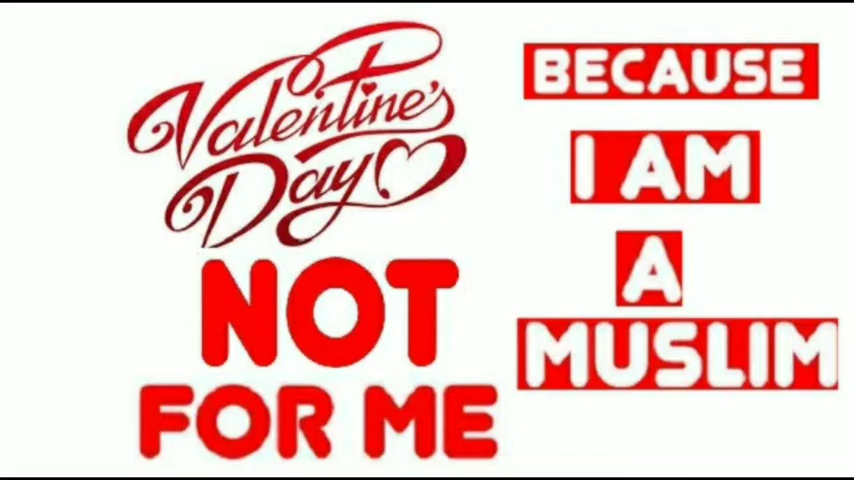 Valentine's
Day
NOT
FOR ME
BECAUSE
I AM
A
MUSLIM